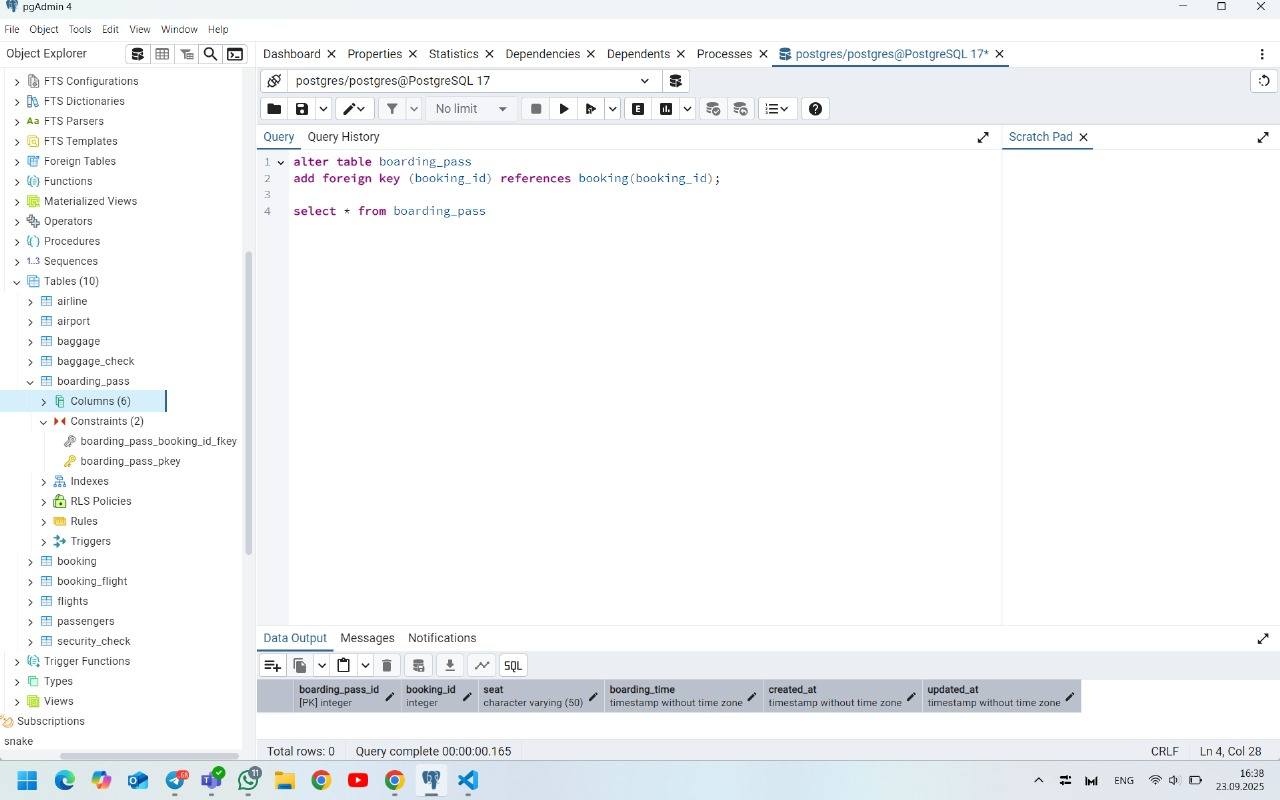 pgAdmin 4
File Object Tools Edit View Window Help
Object Explorer
Dashboard Properties Statistics Dependencies Dependents Processes postgres/postgres@PostgreSQL 17*
postgres/postgres@PostgreSQL 17
No limit
E
Query Query History
Scratch Pad
1 alter table boarding_pass
2 add foreign key (booking_id) references booking(booking_id);
3
4 select * from boarding_pass
FTS Configurations
FTS Dictionaries
Aa FTS Parsers
FTS Templates
Foreign Tables
Functions
Materialized Views
Operators
Procedures
1..3 Sequences
Tables (10)
airline
airport
baggage
baggage_check
boarding_pass
Columns (6)
Constraints (2)
boarding_pass_booking_id_fkey
boarding_pass_pkey
Indexes
RLS Policies
Rules
Triggers
booking
booking_flight
flights
passengers
security_check
Trigger Functions
Types
Views
Subscriptions
snake
Data Output Messages Notifications
SQL
boarding_pass_id booking_id seat boarding_time created_at updated_at
[PK] integer integer character varying (50) timestamp without time zone timestamp without time zone timestamp without time zone
Total rows: 0 Query complete 00:00:00.165 CRLF Ln 4, Col 28
68
11
ENG
16:38
23.09.2025